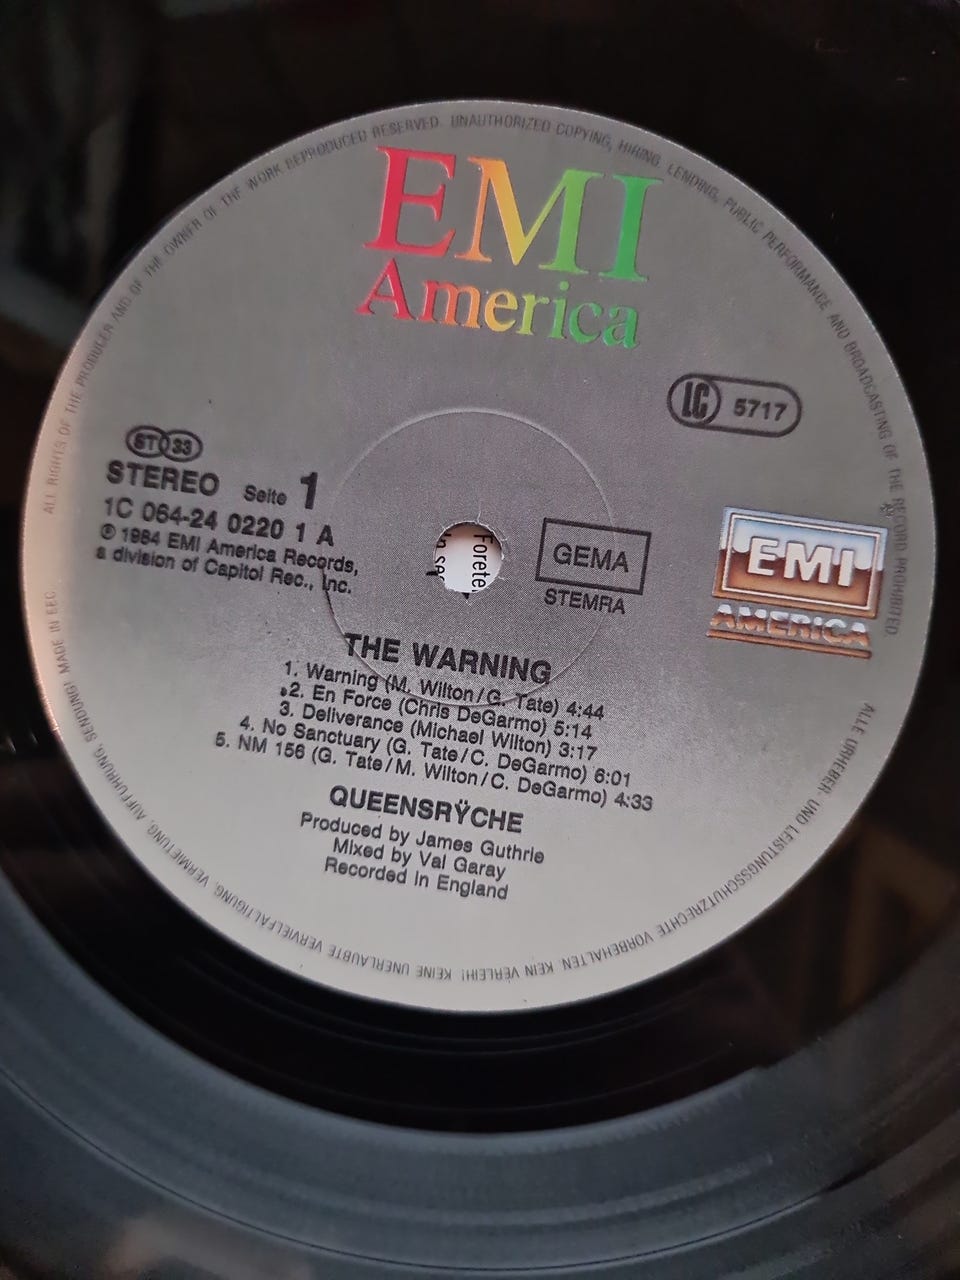 ALL RIGHTS OF THE PRODUCER AND OF THE OWNER OF THE WORK REPRODUCED RESERVED. UNAUTHORIZED COPYING, HIRING, LENDING, PUBLIC PERFORMANCE AND BROADCASTING OF THE RECORD PROHIBITED.
EMI
America
LC 5717
ST 33
STEREO Seite 1
1C 064-24 0220 1 A
℗ 1984 EMI America Records,
a division of Capitol Rec., Inc.
GEMA
STEMRA
Forete
EMI
AMERICA
THE WARNING
1. Warning (M. Wilton/G. Tate) 4:44
2. En Force (Chris DeGarmo) 5:14
3. Deliverance (Michael Wilton) 3:17
4. No Sanctuary (G. Tate/C. DeGarmo) 6:01
5. NM 156 (G. Tate/M. Wilton/C. DeGarmo) 4:33
QUEENSRŸCHE
Produced by James Guthrie
Mixed by Val Garay
Recorded in England
ALLE URHEBER- UND LEISTUNGSSCHUTZRECHTE VORBEHALTEN. KEIN VERLEIH! KEINE UNERLAUBTE VERVIELFÄLTIGUNG, VERMIETUNG, AUFFÜHRUNG, SENDUNG! MADE IN EEC